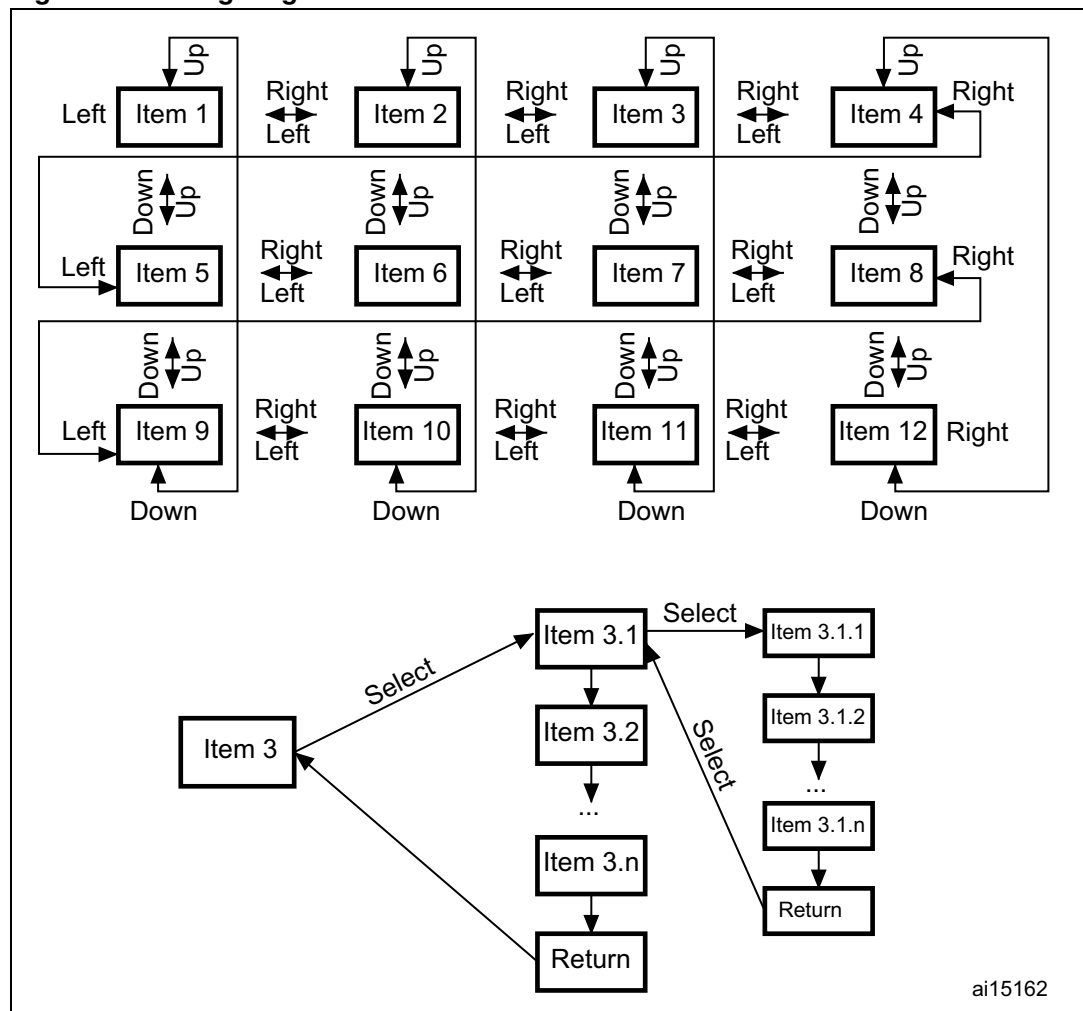 Up Up Up Up
Left Item 1 Right Left Item 2 Right Left Item 3 Right Left Item 4 Right
Down Up Down Up Down Up Down Up
Left Item 5 Right Left Item 6 Right Left Item 7 Right Left Item 8 Right
Down Up Down Up Down Up Down Up
Left Item 9 Right Left Item 10 Right Left Item 11 Right Left Item 12 Right
Down Down Down Down
Item 3
Select
Item 3.1
Item 3.2
...
Item 3.n
Return
Select
Item 3.1.1
Item 3.1.2
...
Item 3.1.n
Return
Select
ai15162